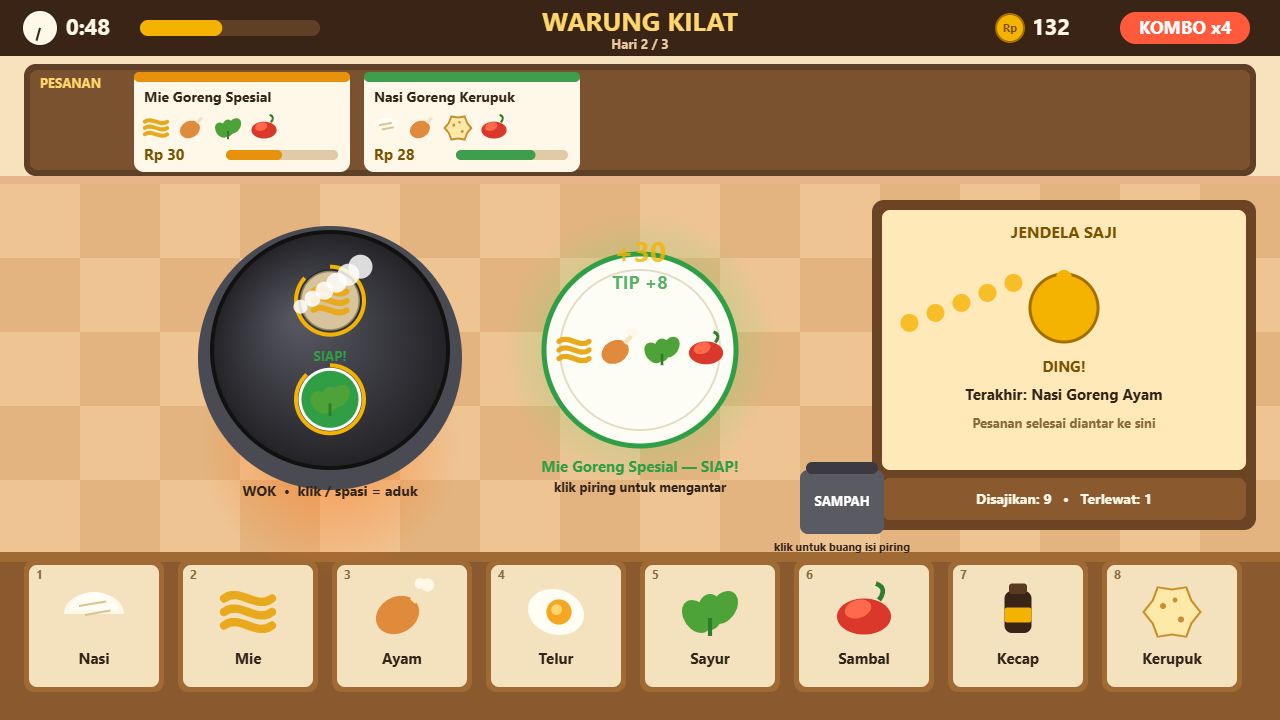 0:48
WARUNG KILAT
Hari 2 / 3
Rp
132
KOMBO x4
PESANAN
Mie Goreng Spesial
Rp 30
Nasi Goreng Kerupuk
Rp 28
SIAP!
WOK • klik / spasi = aduk
+30
TIP +8
Mie Goreng Spesial — SIAP!
klik piring untuk mengantar
JENDELA SAJI
DING!
Terakhir: Nasi Goreng Ayam
Pesanan selesai diantar ke sini
Disajikan: 9 • Terlewat: 1
SAMPAH
klik untuk buang isi piring
1
Nasi
2
Mie
3
Ayam
4
Telur
5
Sayur
6
Sambal
7
Kecap
8
Kerupuk